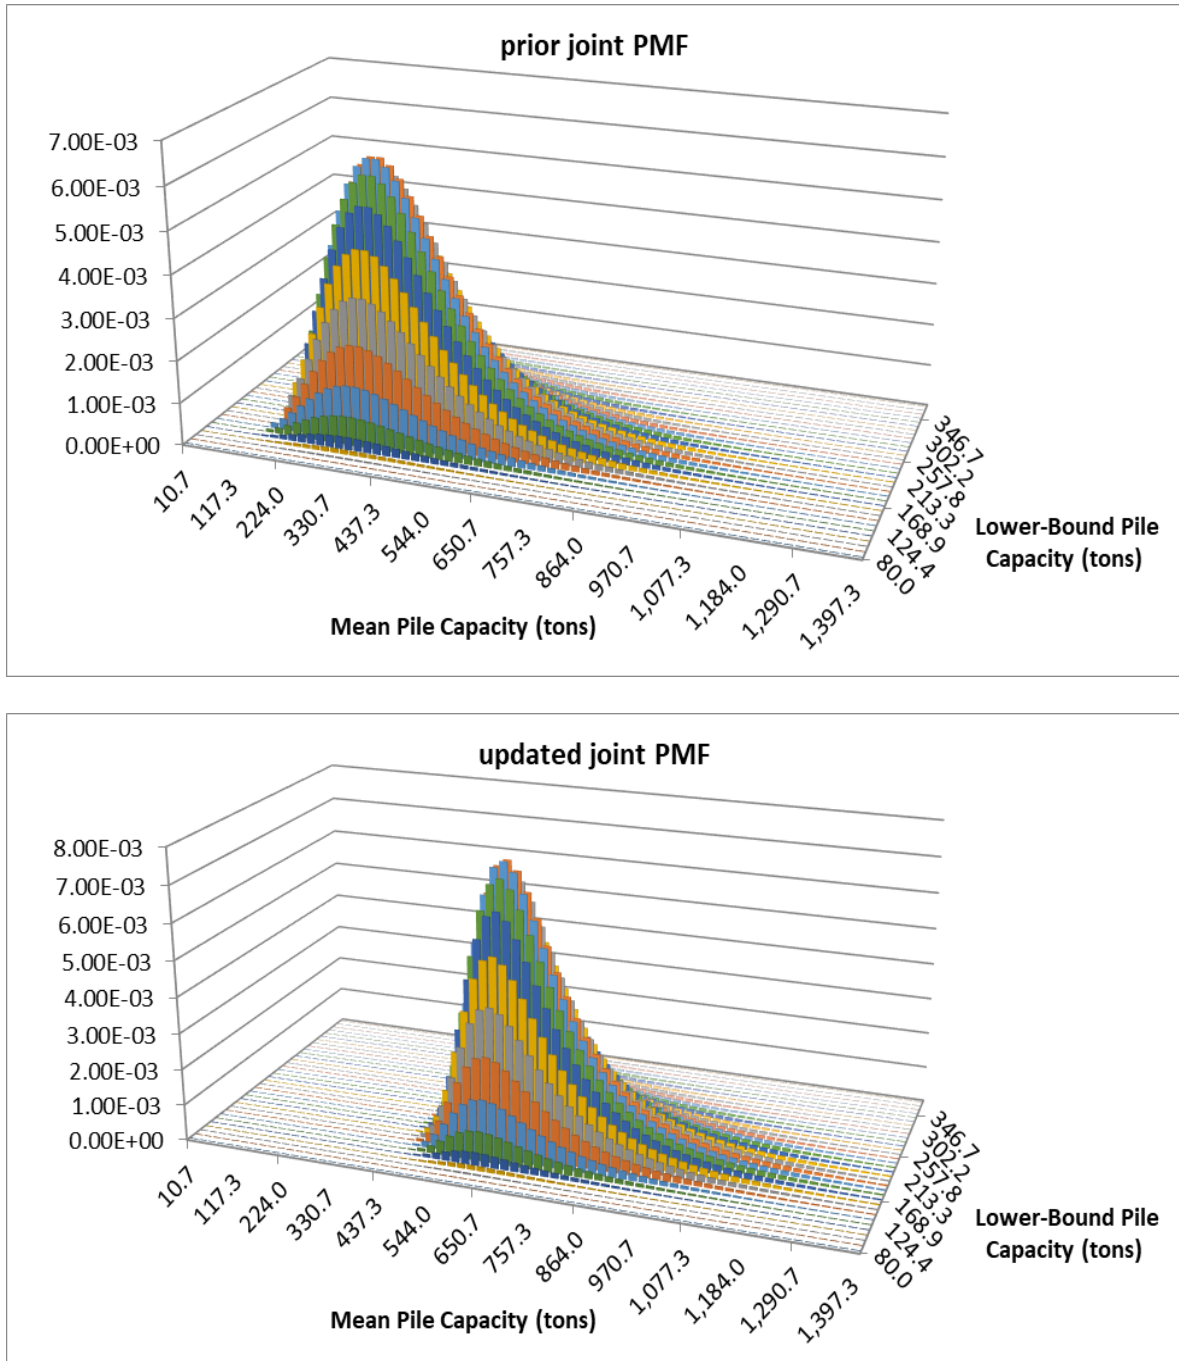 prior joint PMF
7.00E-03
6.00E-03
5.00E-03
4.00E-03
3.00E-03
2.00E-03
1.00E-03
0.00E+00
10.7
117.3
224.0
330.7
437.3
544.0
650.7
757.3
864.0
970.7
1,077.3
1,184.0
1,290.7
1,397.3
346.7
302.2
257.8
213.3
168.9
124.4
80.0
Lower-Bound Pile
Capacity (tons)
Mean Pile Capacity (tons)
updated joint PMF
8.00E-03
7.00E-03
6.00E-03
5.00E-03
4.00E-03
3.00E-03
2.00E-03
1.00E-03
0.00E+00
10.7
117.3
224.0
330.7
437.3
544.0
650.7
757.3
864.0
970.7
1,077.3
1,184.0
1,290.7
1,397.3
346.7
302.2
257.8
213.3
168.9
124.4
80.0
Lower-Bound Pile
Capacity (tons)
Mean Pile Capacity (tons)